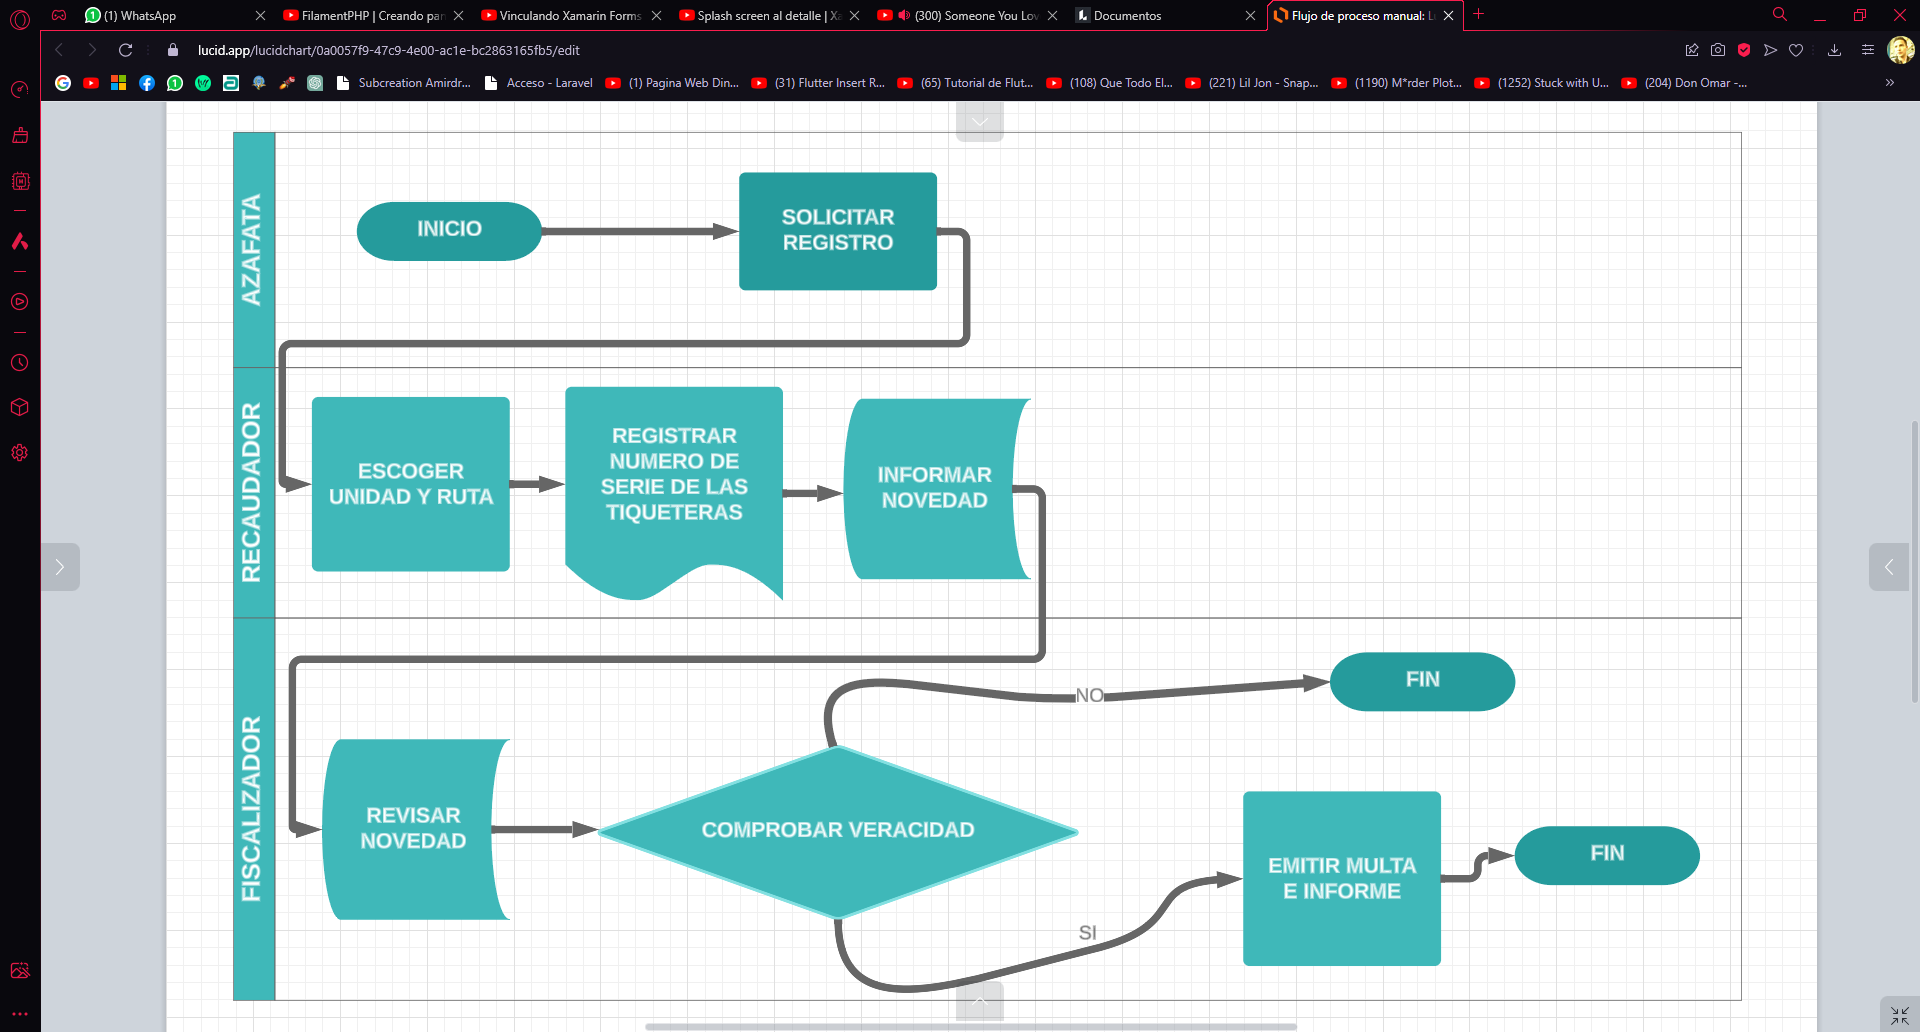 (1) WhatsApp
FilamentPHP | Creando pan
Vinculando Xamarin Forms
Splash screen al detalle | Xa
(300) Someone You Lov
Documentos
Flujo de proceso manual: Lu
lucid.app/lucidchart/0a0057f9-47c9-4e00-ac1e-bc2863165fb5/edit
Subcreation Amirdr...
Acceso - Laravel
(1) Pagina Web Din...
(31) Flutter Insert R...
(65) Tutorial de Flut...
(108) Que Todo El...
(221) Lil Jon - Snap...
(1190) M*rder Plot...
(1252) Stuck with U...
(204) Don Omar -...
AZAFATA
INICIO
SOLICITAR
REGISTRO
RECAUDADOR
ESCOGER
UNIDAD Y RUTA
REGISTRAR
NUMERO DE
SERIE DE LAS
TIQUETERAS
INFORMAR
NOVEDAD
FISCALIZADOR
REVISAR
NOVEDAD
COMPROBAR VERACIDAD
NO
FIN
SI
EMITIR MULTA
E INFORME
FIN